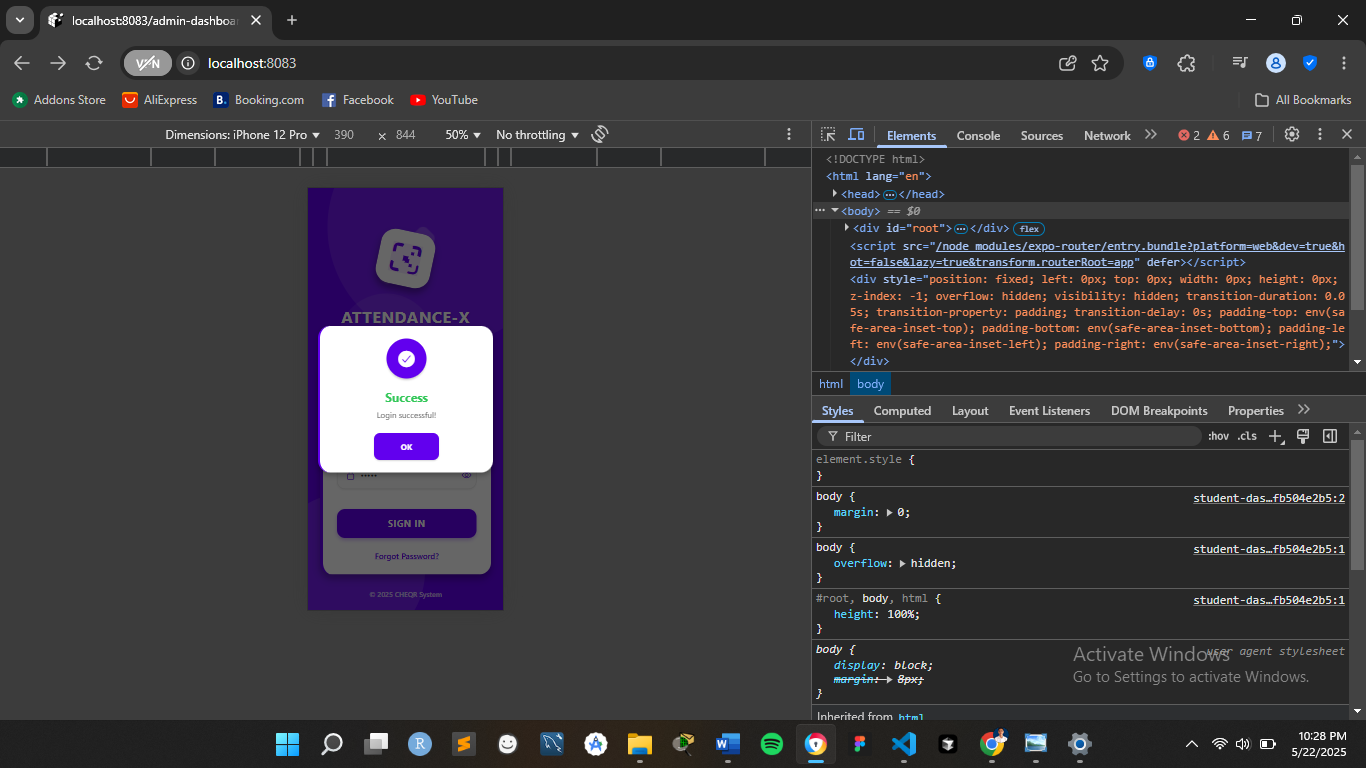 localhost:8083/admin-dashboar
VPN
localhost:8083
Addons Store
AliExpress
B. Booking.com
Facebook
YouTube
All Bookmarks
Dimensions: iPhone 12 Pro
390
×
844
50%
No throttling
ATTENDANCE-X
Success
Login successful!
OK
SIGN IN
Forgot Password?
© 2025 CHEQR System
Elements
Console
Sources
Network
2
6
7
<!DOCTYPE html>
<html lang="en">
<head> … </head>
… <body> == $0
<div id="root"> … </div> flex
<script src="/node_modules/expo-router/entry.bundle?platform=web&dev=true&h
ot=false&lazy=true&transform.routerRoot=app" defer></script>
<div style="position: fixed; left: 0px; top: 0px; width: 0px; height: 0px;
z-index: -1; overflow: hidden; visibility: hidden; transition-duration: 0.0
5s; transition-property: padding; transition-delay: 0s; padding-top: env(sa
fe-area-inset-top); padding-bottom: env(safe-area-inset-bottom); padding-le
ft: env(safe-area-inset-left); padding-right: env(safe-area-inset-right);">
</div>
html
body
Styles
Computed
Layout
Event Listeners
DOM Breakpoints
Properties
Filter
:hov
.cls
element.style {
}
body {
student-das…fb504e2b5:2
margin: 0;
}
body {
student-das…fb504e2b5:1
overflow: hidden;
}
#root, body, html {
student-das…fb504e2b5:1
height: 100%;
}
body {
user agent stylesheet
display: block;
margin: 8px;
}
Inherited from html
Activate Windows
Go to Settings to activate Windows.
R
W
10:28 PM
5/22/2025